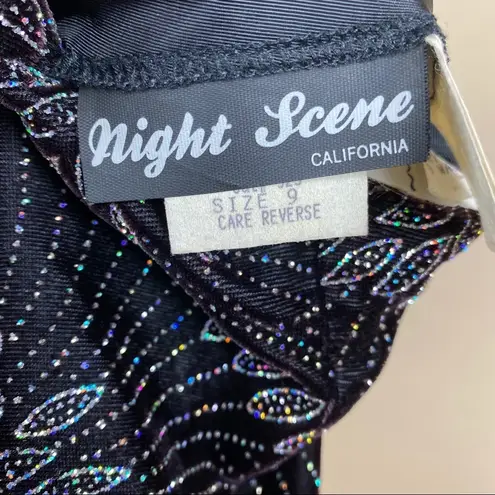 Night Scene
CALIFORNIA
SIZE 9
CARE REVERSE